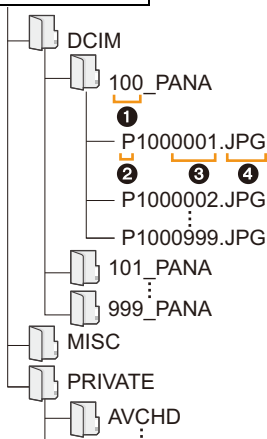 DCIM
100_PANA
❶
P1000001.JPG
❷ ❸ ❹
P1000002.JPG
P1000999.JPG
101_PANA
999_PANA
MISC
PRIVATE
AVCHD